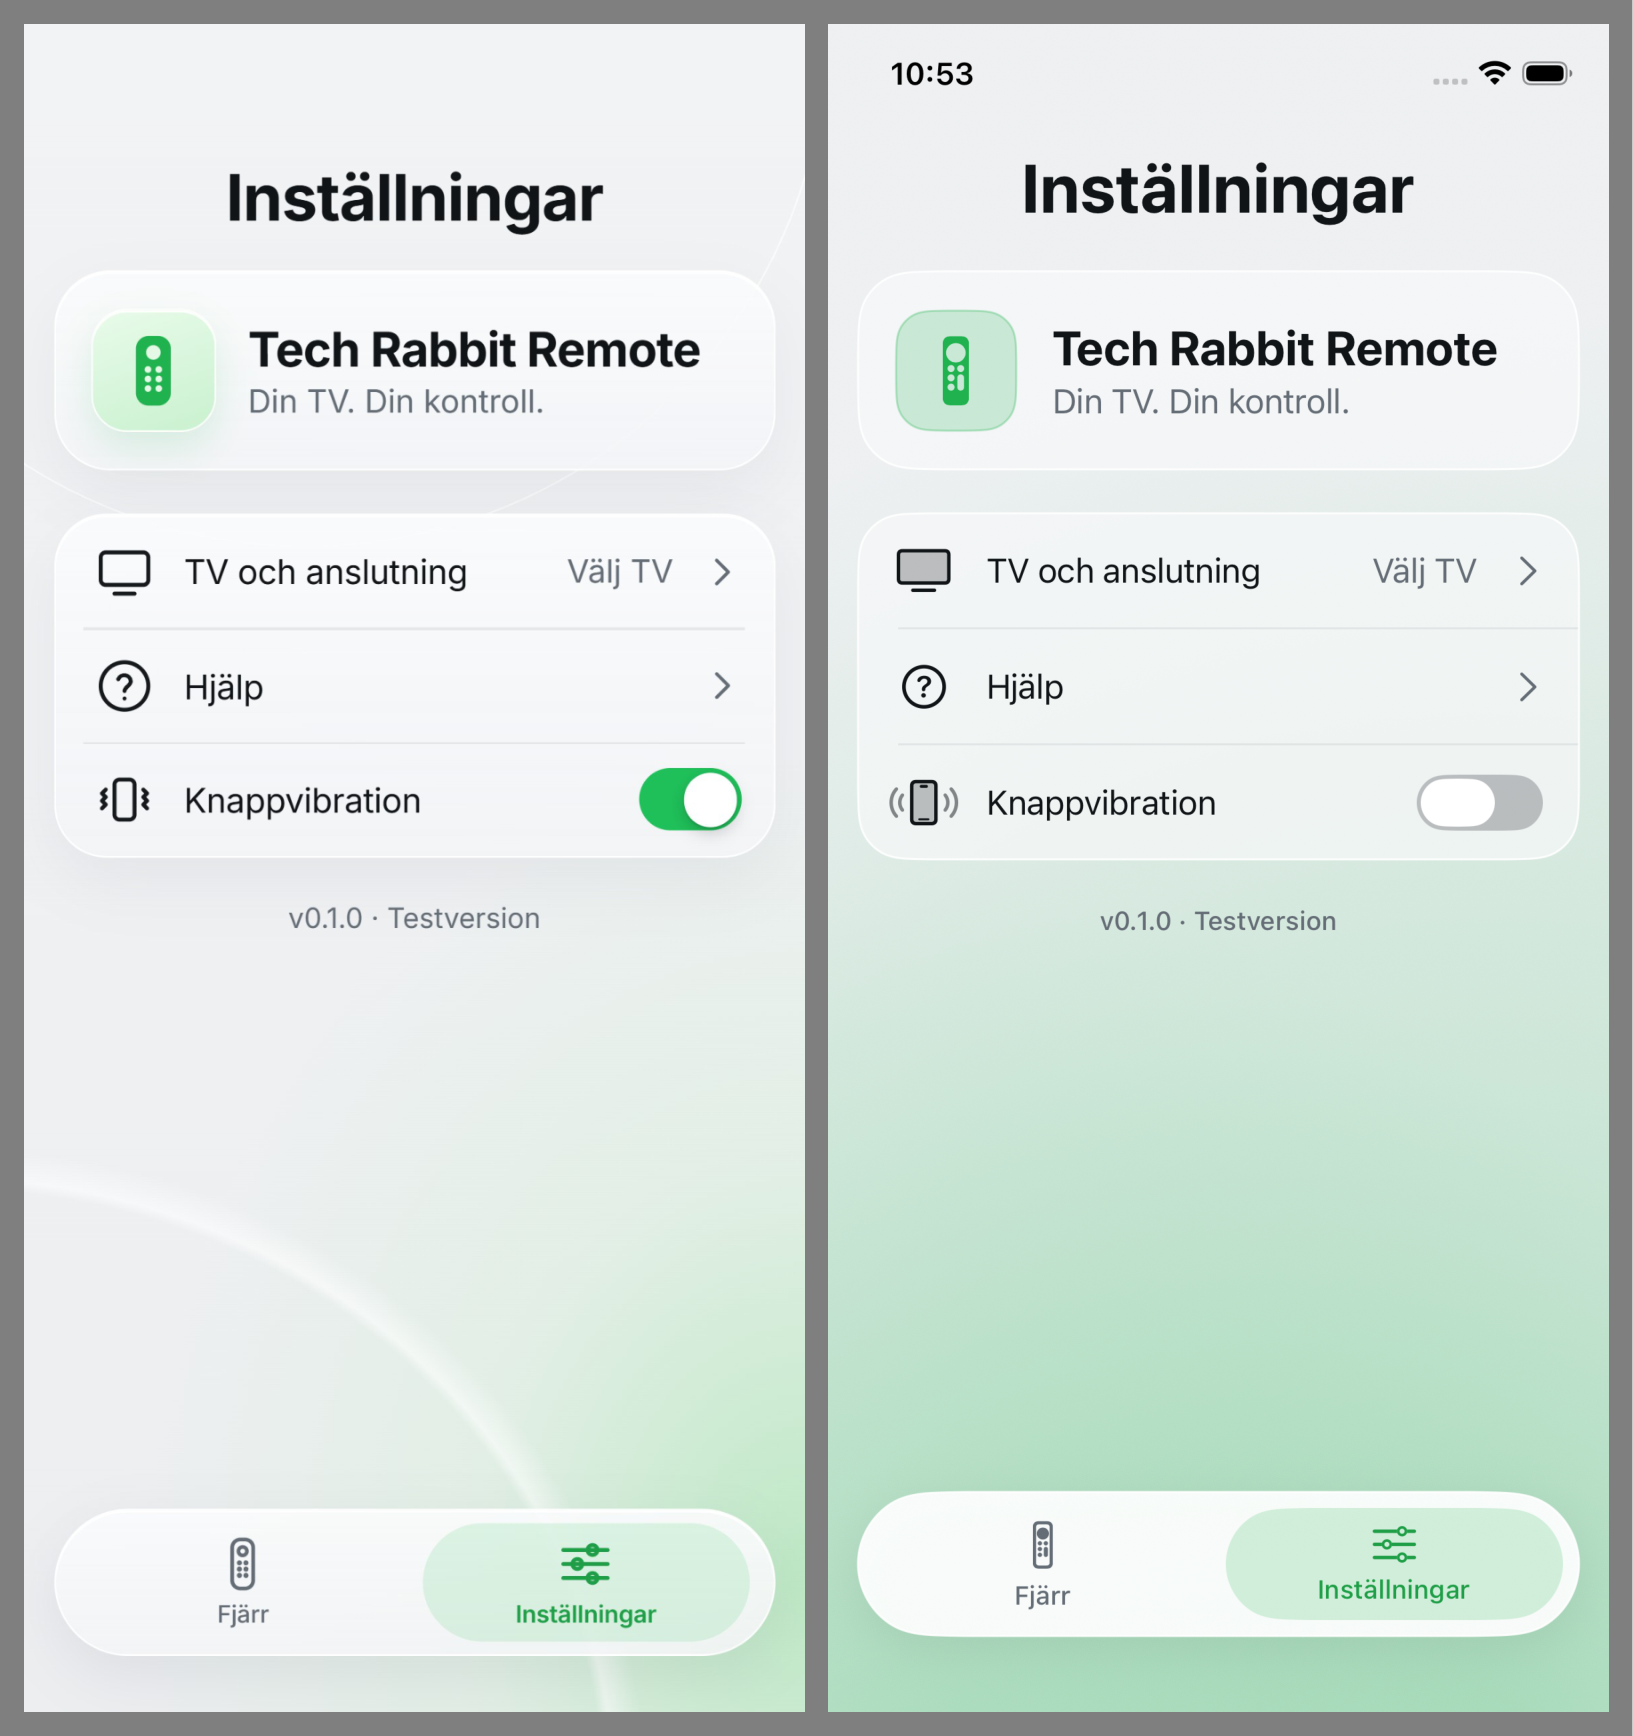 Inställningar
Tech Rabbit Remote
Din TV. Din kontroll.
TV och anslutning Välj TV
Hjälp
Knappvibration
v0.1.0 · Testversion
Fjärr
Inställningar
10:53
Inställningar
Tech Rabbit Remote
Din TV. Din kontroll.
TV och anslutning Välj TV
Hjälp
Knappvibration
v0.1.0 · Testversion
Fjärr
Inställningar